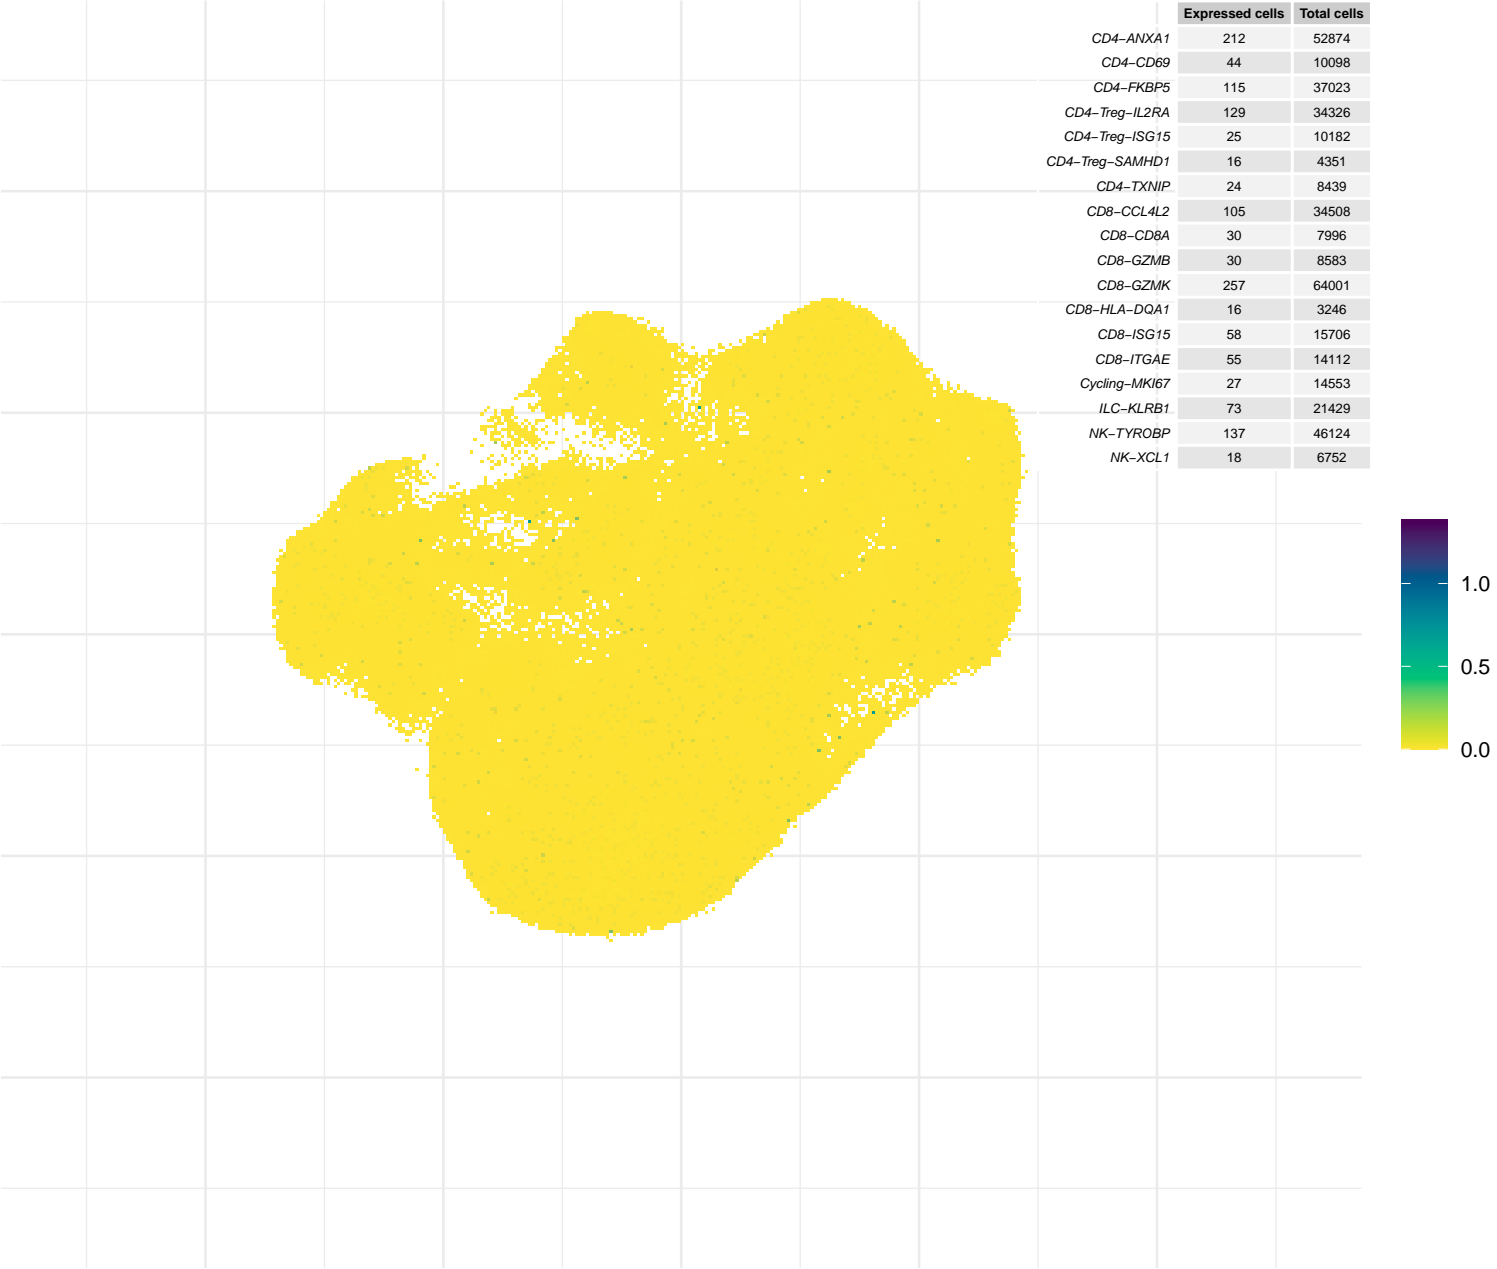 Expressed cells Total cells
CD4−ANXA1 212 52874
CD4−CD69 44 10098
CD4−FKBP5 115 37023
CD4−Treg−IL2RA 129 34326
CD4−Treg−ISG15 25 10182
CD4−Treg−SAMHD1 16 4351
CD4−TXNIP 24 8439
CD8−CCL4L2 105 34508
CD8−CD8A 30 7996
CD8−GZMB 30 8583
CD8−GZMK 257 64001
CD8−HLA−DQA1 16 3246
CD8−ISG15 58 15706
CD8−ITGAE 55 14112
Cycling−MKI67 27 14553
ILC−KLRB1 73 21429
NK−TYROBP 137 46124
NK−XCL1 18 6752
1.0
0.5
0.0